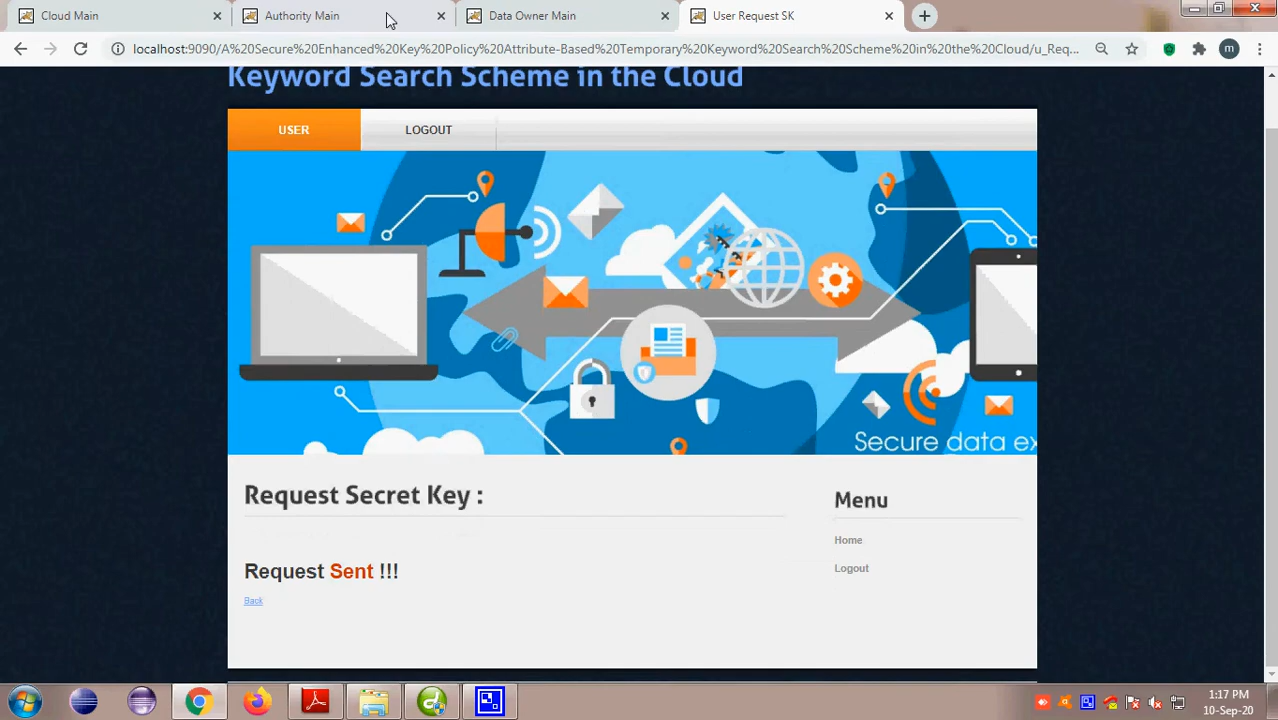 Cloud Main
Authority Main
Data Owner Main
User Request SK
localhost:9090/A%20Secure%20Enhanced%20Key%20Policy%20Attribute-Based%20Temporary%20Keyword%20Search%20Scheme%20in%20the%20Cloud/u_Req...
m
Keyword Search Scheme in the Cloud
USER
LOGOUT
Secure data ex
Request Secret Key :
Request Sent !!!
Back
Menu
Home
Logout
1:17 PM
10-Sep-20